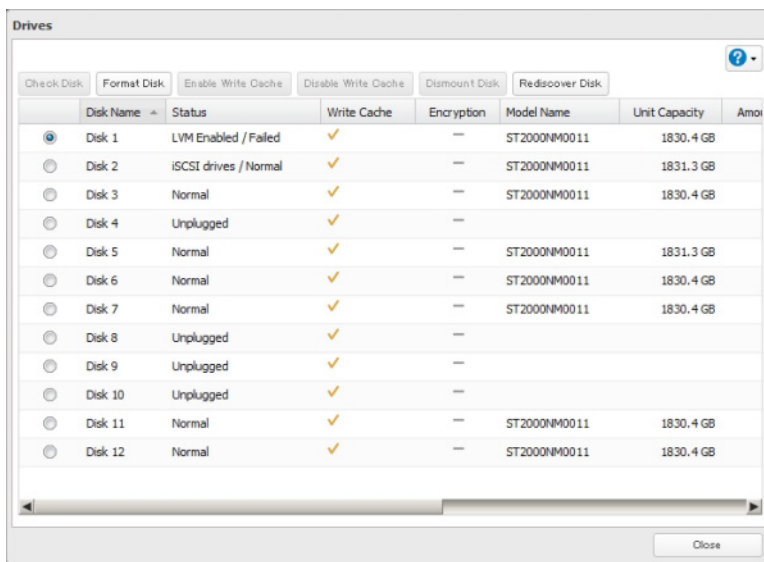 Drives
?
Check Disk Format Disk Enable Write Cache Disable Write Cache Dismount Disk Rediscover Disk
Disk Name Status Write Cache Encryption Model Name Unit Capacity Amou
Disk 1 LVM Enabled / Failed ST2000NM0011 1830.4 GB
Disk 2 iSCSI drives / Normal ST2000NM0011 1831.3 GB
Disk 3 Normal ST2000NM0011 1830.4 GB
Disk 4 Unplugged
Disk 5 Normal ST2000NM0011 1831.3 GB
Disk 6 Normal ST2000NM0011 1830.4 GB
Disk 7 Normal ST2000NM0011 1830.4 GB
Disk 8 Unplugged
Disk 9 Unplugged
Disk 10 Unplugged
Disk 11 Normal ST2000NM0011 1830.4 GB
Disk 12 Normal ST2000NM0011 1830.4 GB
Close